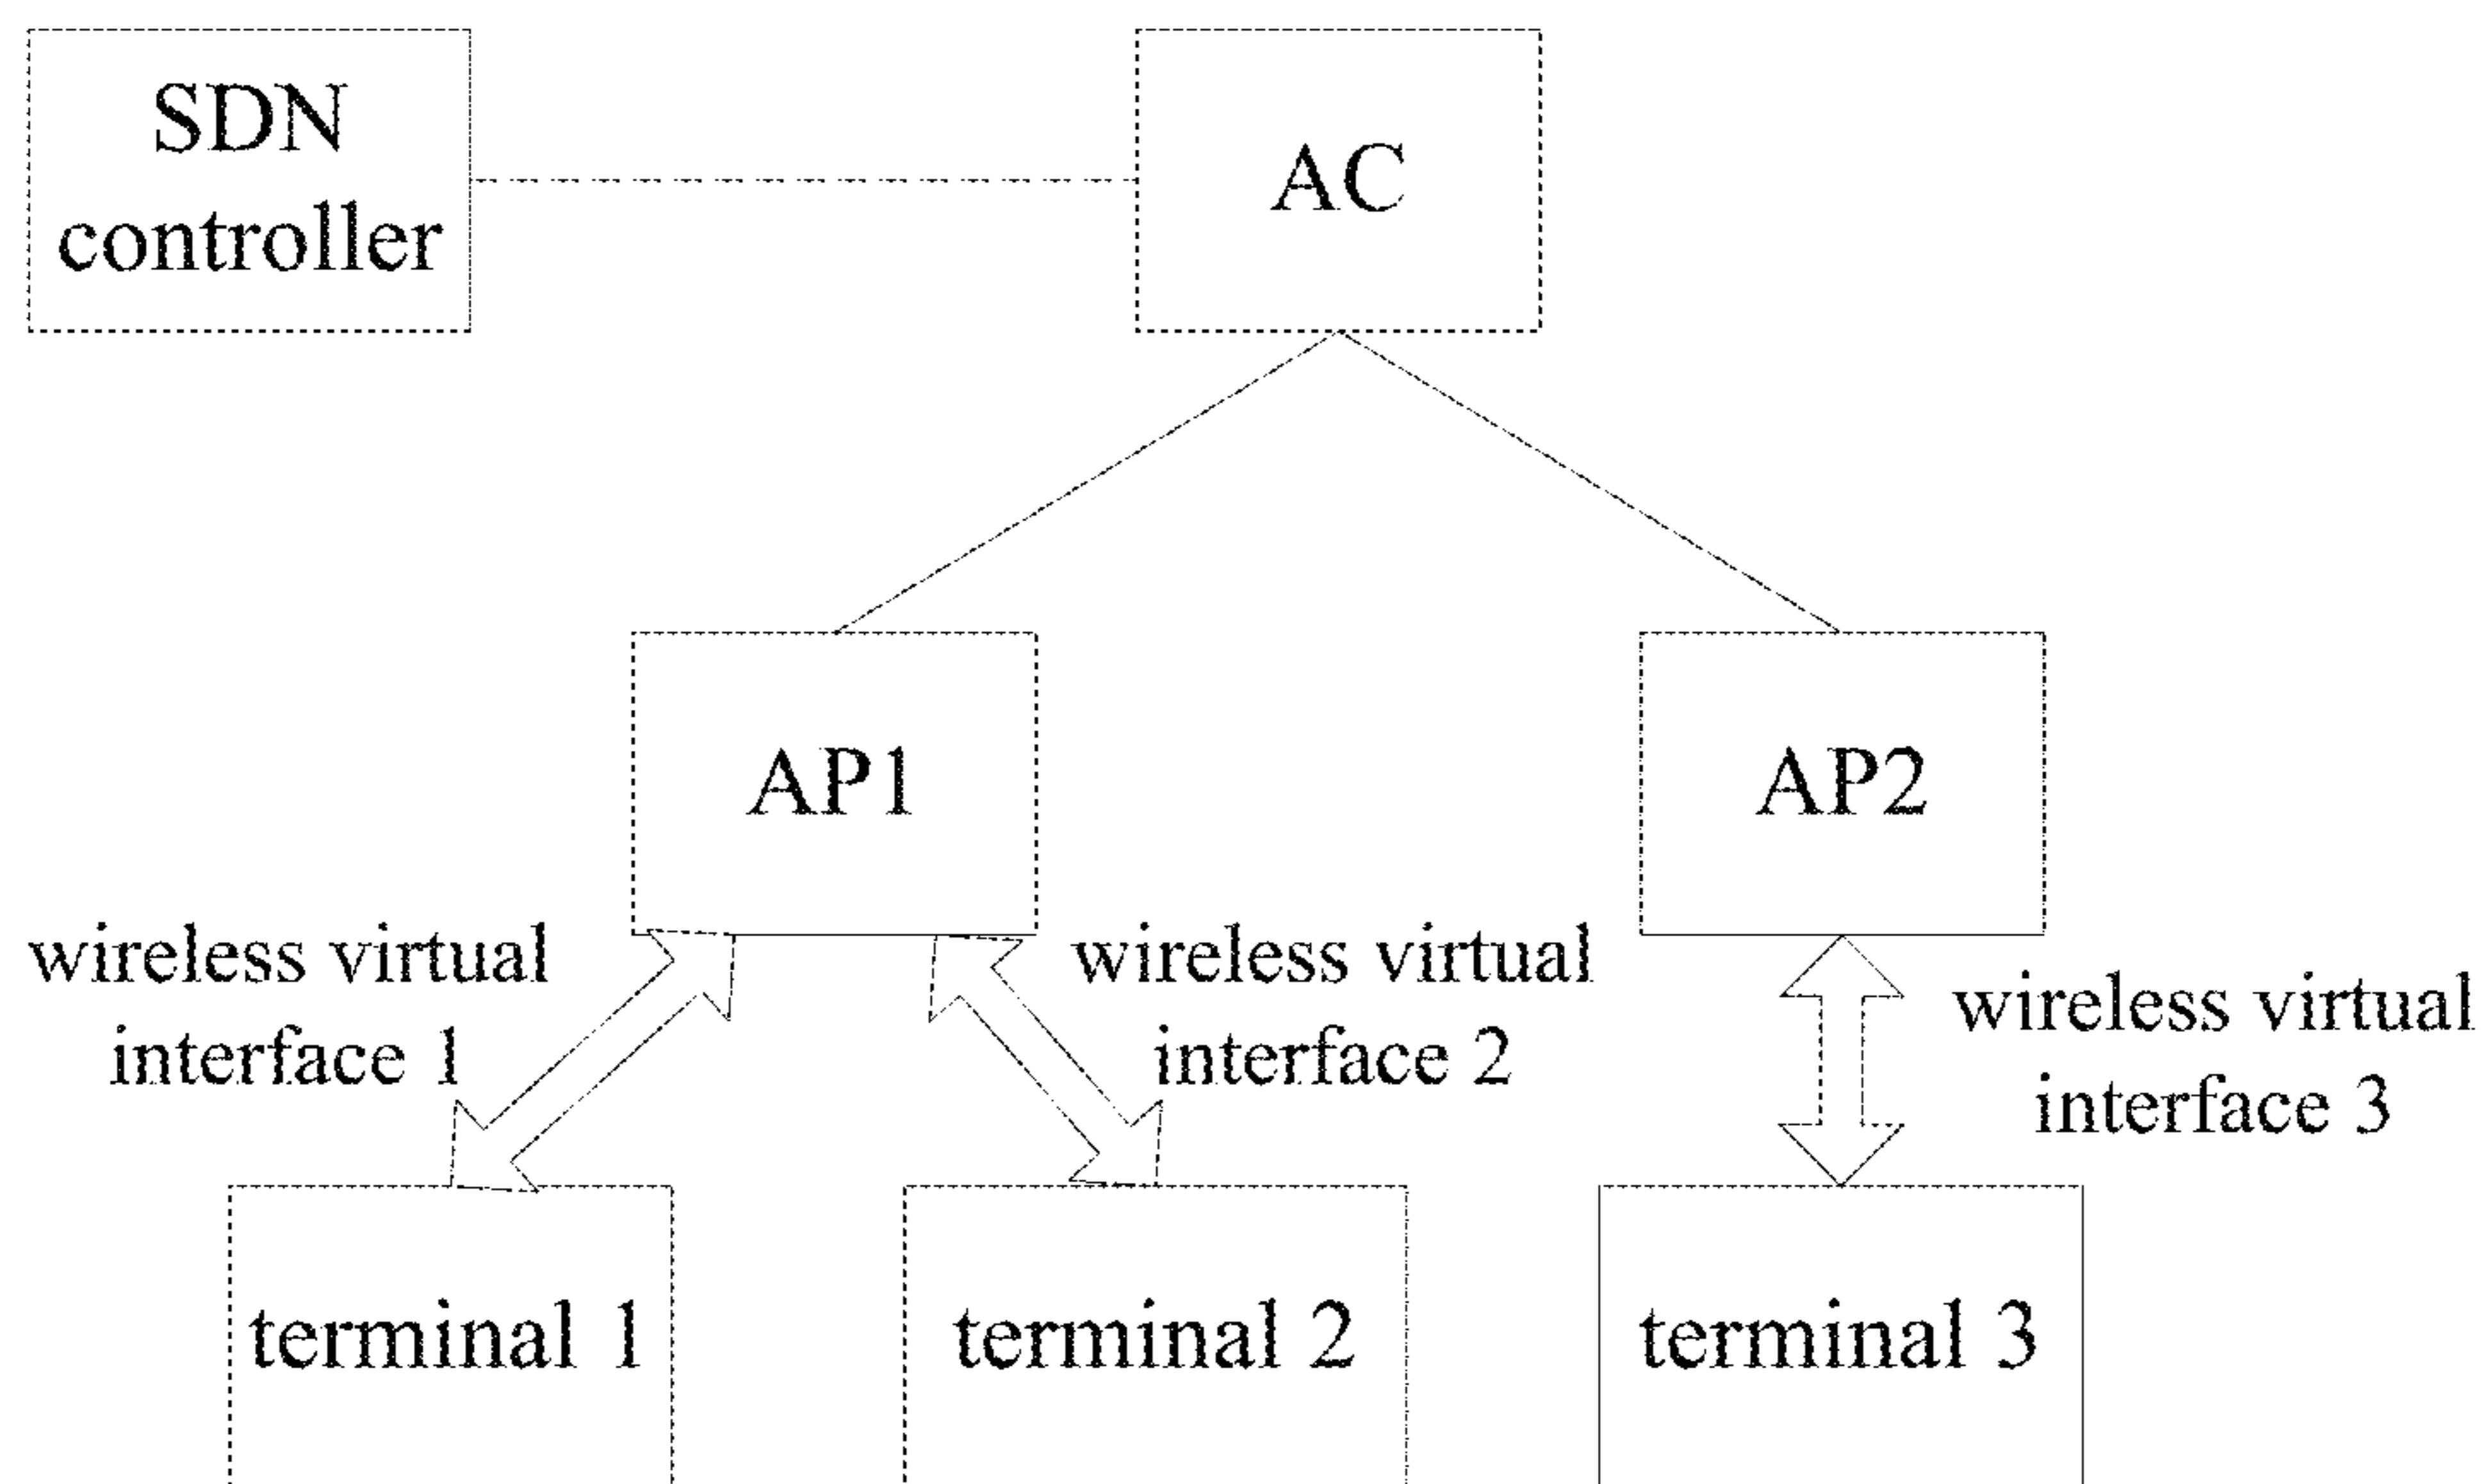 SDN
controller
AC
AP1
AP2
wireless virtual
interface 1
wireless virtual
interface 2
wireless virtual
interface 3
terminal 1
terminal 2
terminal 3